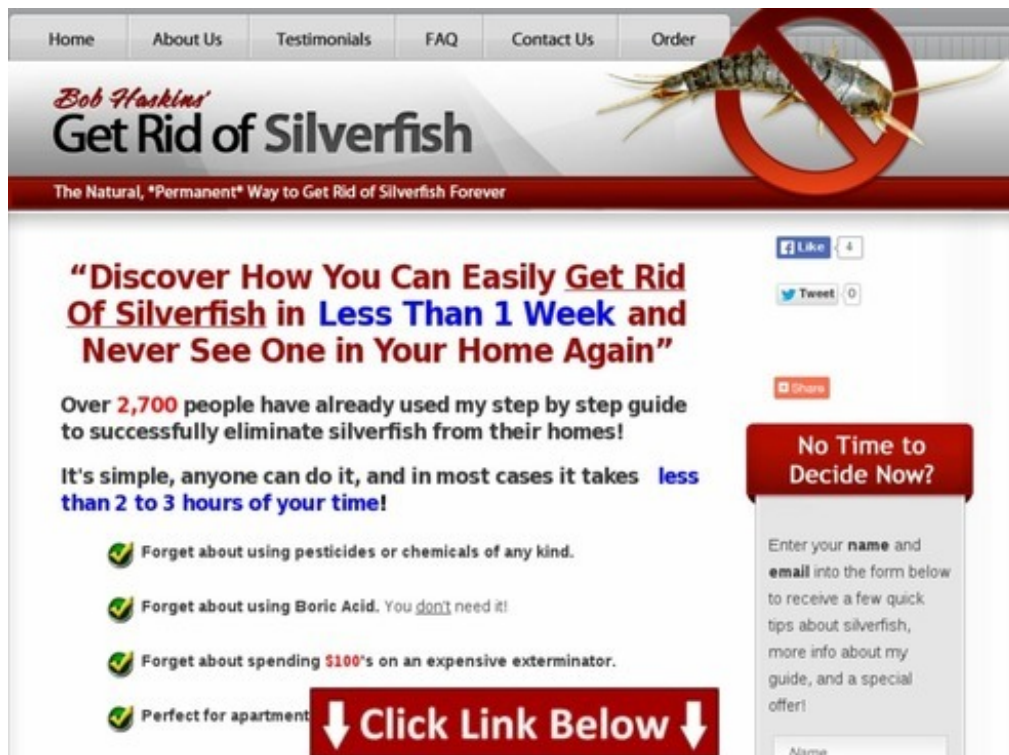 Home About Us Testimonials FAQ Contact Us Order
Bob Haskins'
Get Rid of Silverfish
The Natural, *Permanent* Way to Get Rid of Silverfish Forever
“Discover How You Can Easily Get Rid
Of Silverfish in Less Than 1 Week and
Never See One in Your Home Again”
Over 2,700 people have already used my step by step guide
to successfully eliminate silverfish from their homes!
It's simple, anyone can do it, and in most cases it takes less
than 2 to 3 hours of your time!
Forget about using pesticides or chemicals of any kind.
Forget about using Boric Acid. You don't need it!
Forget about spending $100's on an expensive exterminator.
Perfect for apartment
Click Link Below
Like 4
Tweet 0
Share
No Time to
Decide Now?
Enter your name and
email into the form below
to receive a few quick
tips about silverfish,
more info about my
guide, and a special
offer!
Name